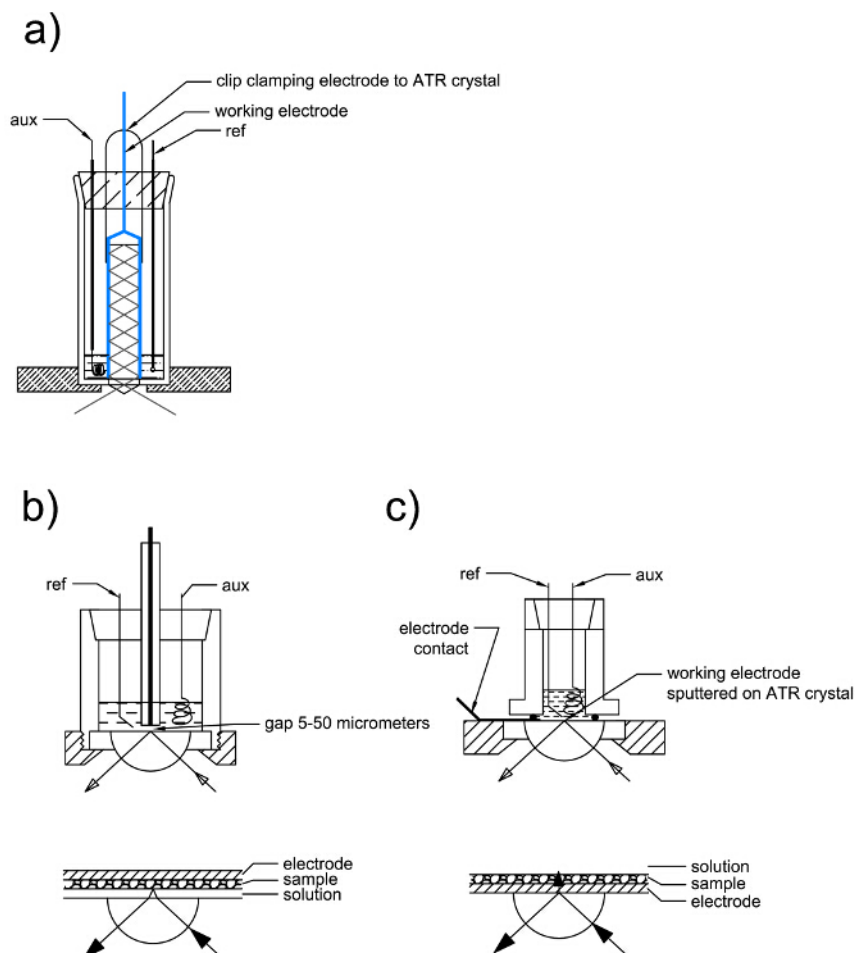 a)
clip clamping electrode to ATR crystal
working electrode
aux
ref
b)
ref
aux
gap 5-50 micrometers
electrode
sample
solution
c)
ref
aux
electrode
contact
working electrode
sputtered on ATR crystal
solution
sample
electrode